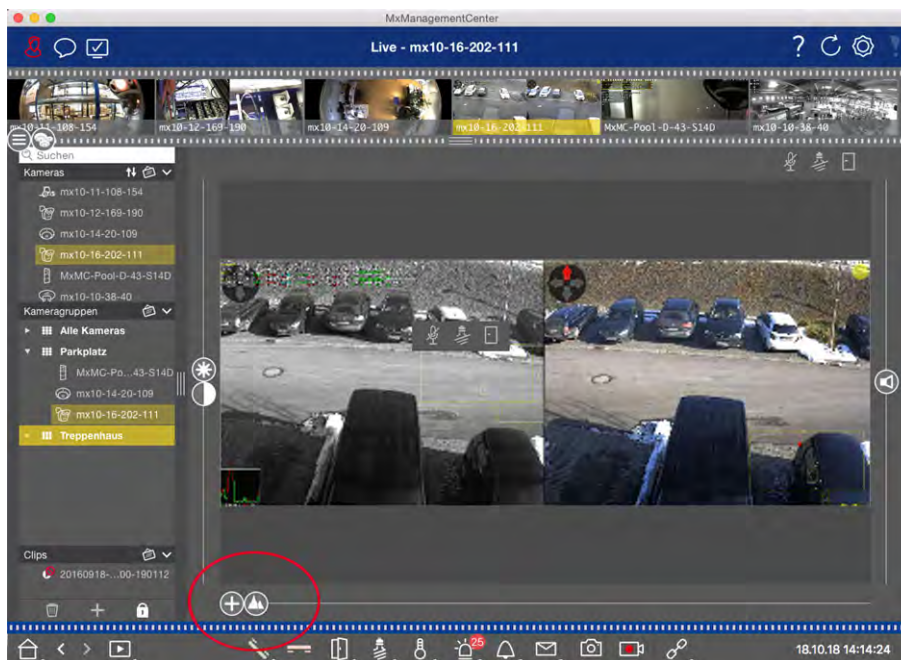 MxManagementCenter
Live - mx10-16-202-111
?
mx10-11-108-154
mx10-12-169-190
mx10-14-20-109
mx10-16-202-111
MxMC-Pool-D-43-S14D
mx10-10-38-40
Suchen
Kameras
mx10-11-108-154
mx10-12-169-190
mx10-14-20-109
mx10-16-202-111
MxMC-Pool-D-43-S14D
mx10-10-38-40
Kameragruppen
Alle Kameras
Parkplatz
MxMC-Po...43-S14D
mx10-14-20-109
mx10-16-202-111
Treppenhaus
Clips
20160918-...00-190112
25
18.10.18 14:14:24